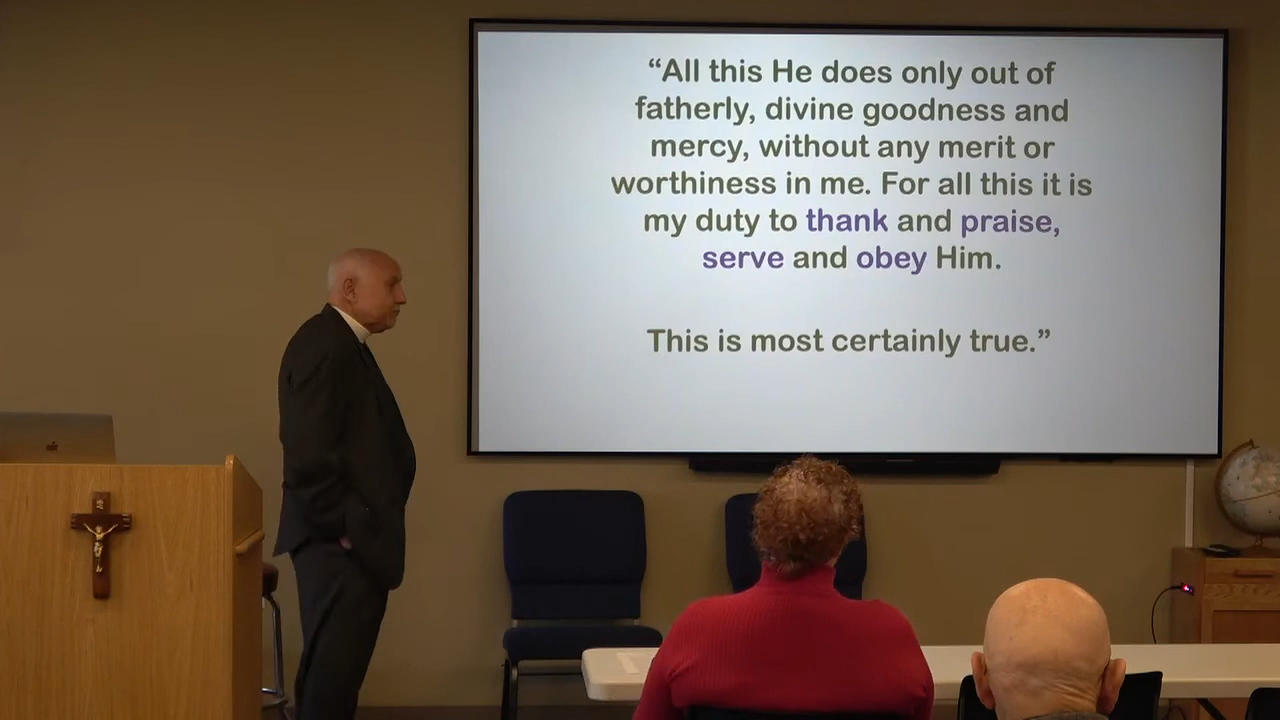 “All this He does only out of
fatherly, divine goodness and
mercy, without any merit or
worthiness in me. For all this it is
my duty to thank and praise,
serve and obey Him.
This is most certainly true.”